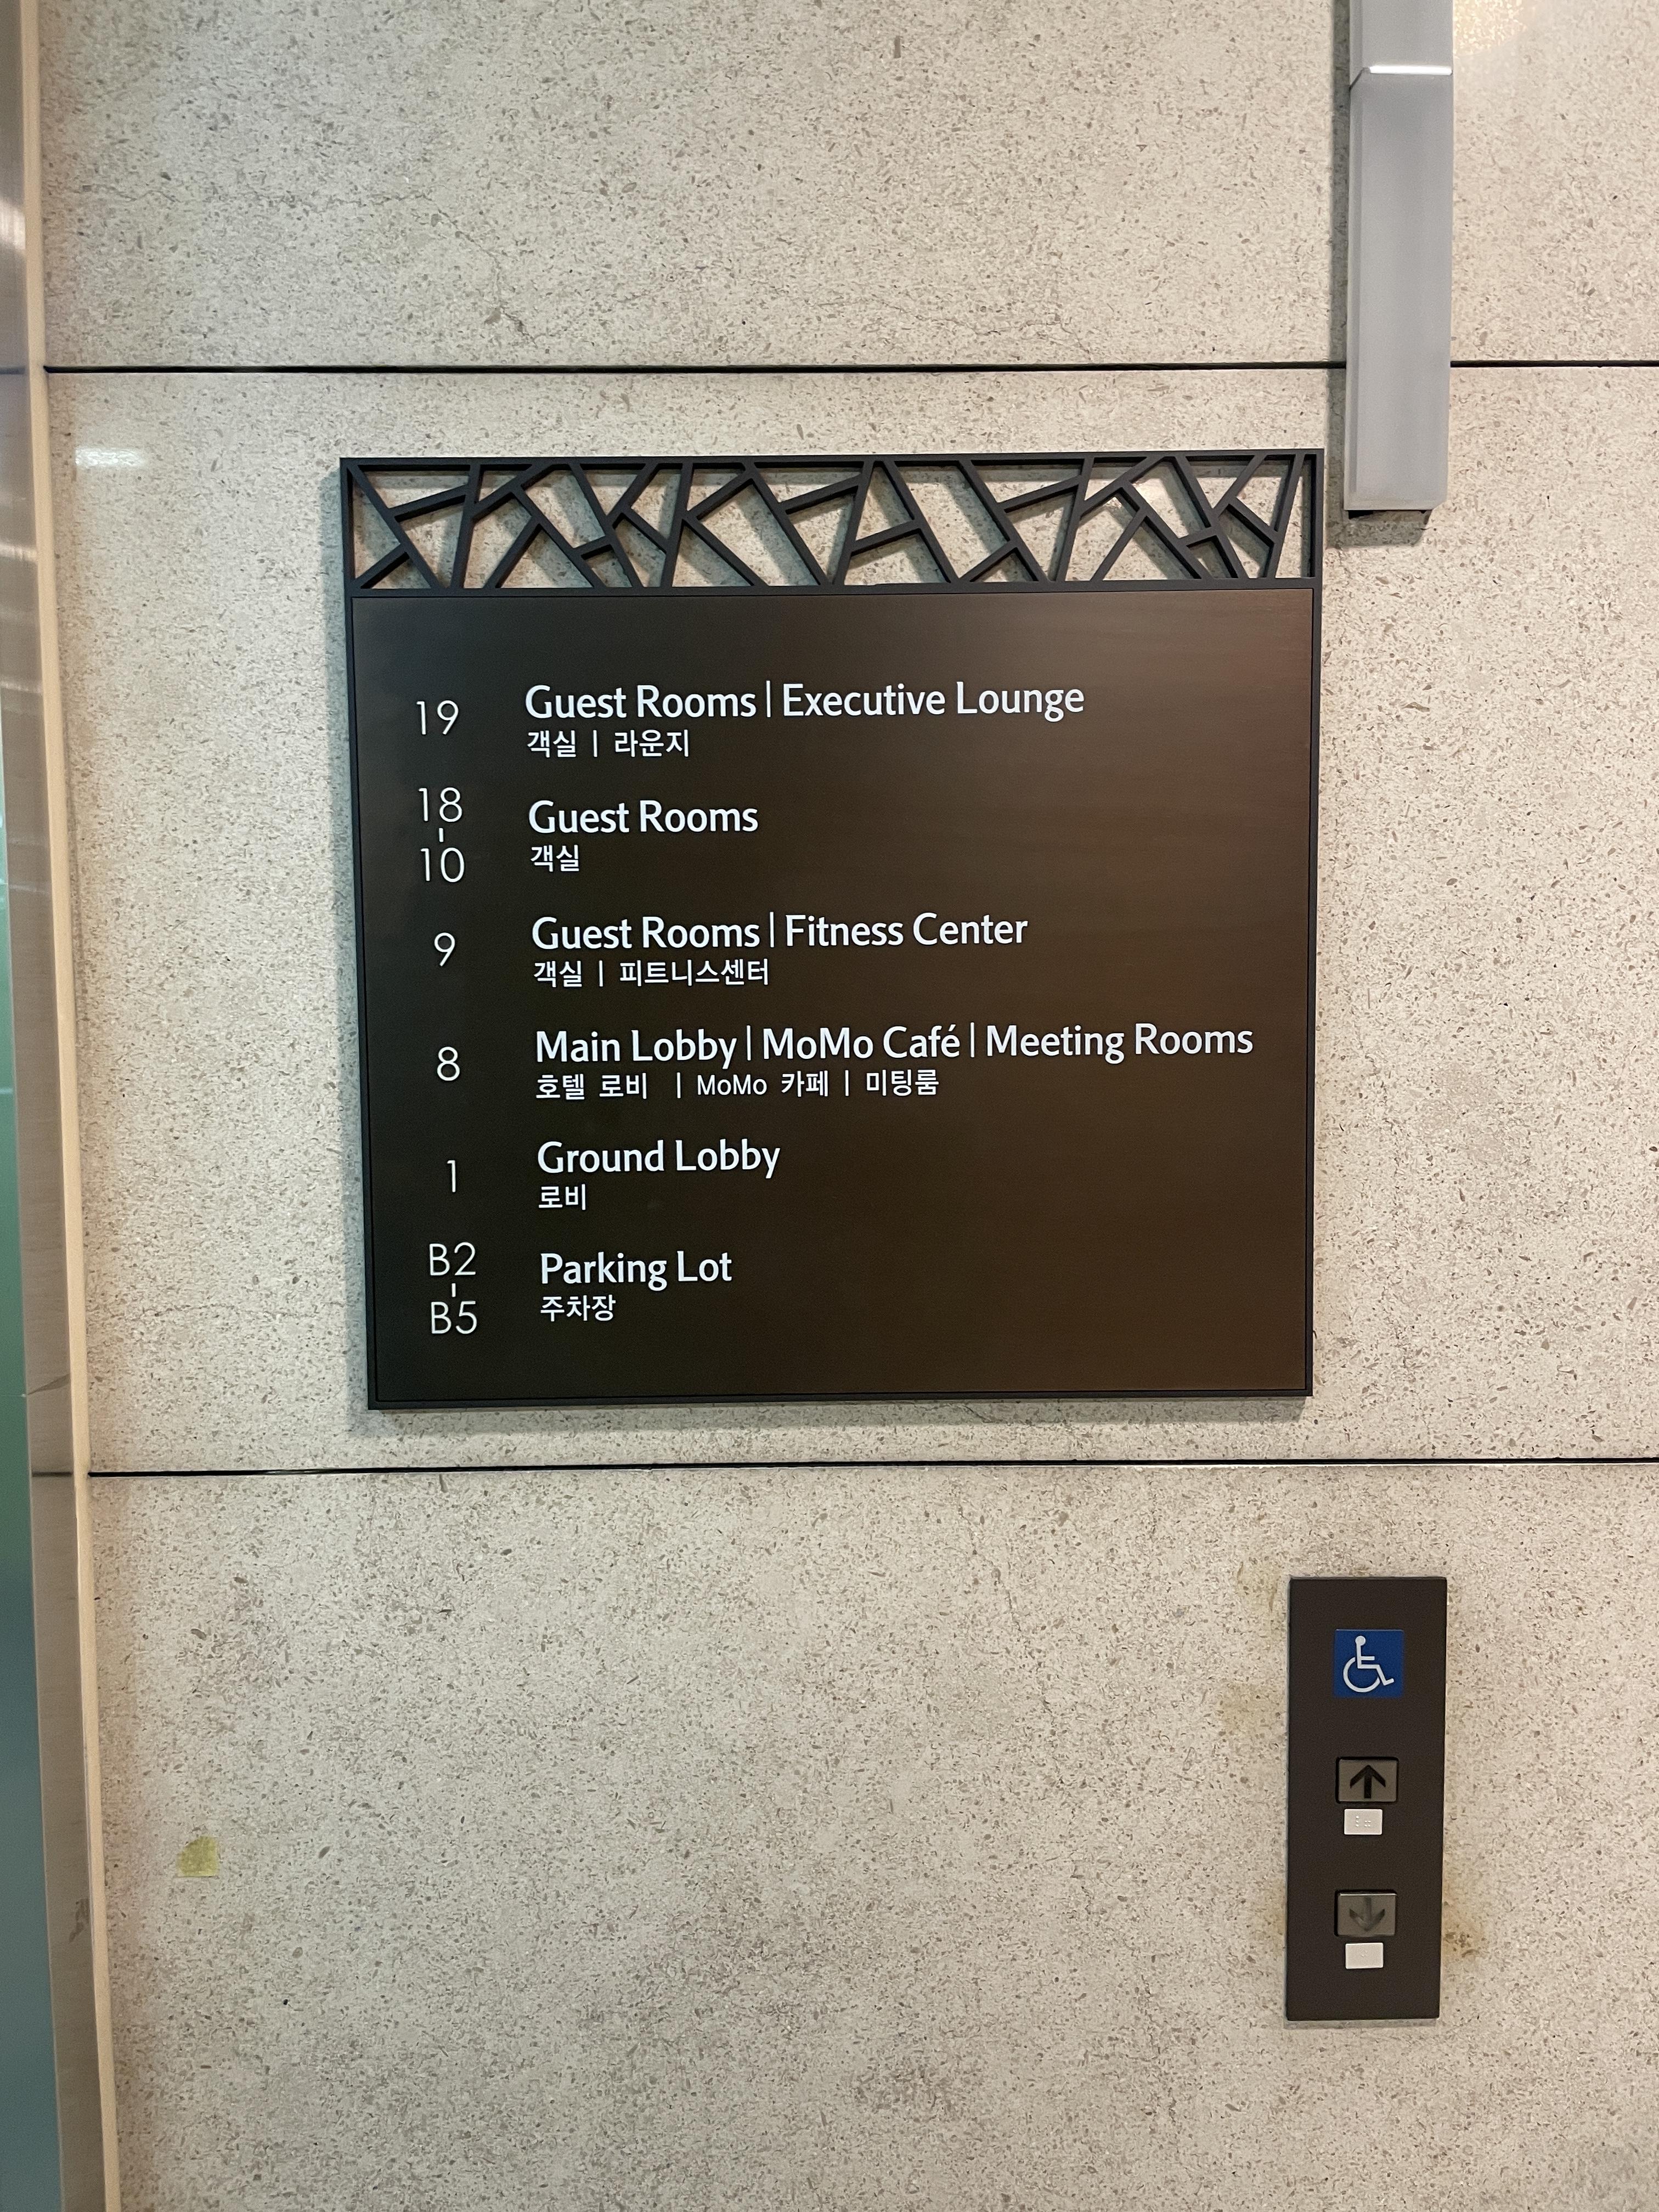 19
Guest Rooms | Executive Lounge
객실 | 라운지
18
-
10
Guest Rooms
객실
9
Guest Rooms | Fitness Center
객실 | 피트니스센터
8
Main Lobby | MoMo Café | Meeting Rooms
호텔 로비 | MoMo 카페 | 미팅룸
1
Ground Lobby
로비
B2
-
B5
Parking Lot
주차장